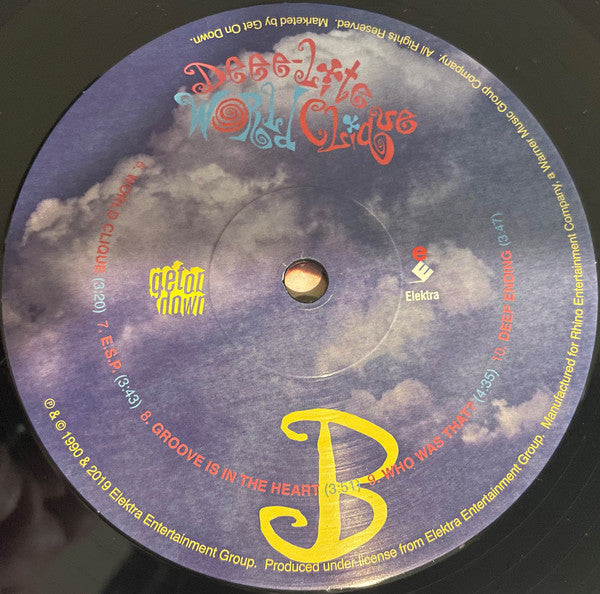 Deee-Lite
World Clique
get on down
Elektra
6. WORLD CLIQUE (3:20)
7. E.S.P. (3:43)
8. GROOVE IS IN THE HEART (3:51)
9. WHO WAS THAT? (4:35)
10. DEEP ENDING (3:47)
B
℗ & © 1990 & 2019 Elektra Entertainment Group. Produced under license from Elektra Entertainment Group. Manufactured for Rhino Entertainment Company, a Warner Music Group Company. All Rights Reserved. Marketed by Get On Down.